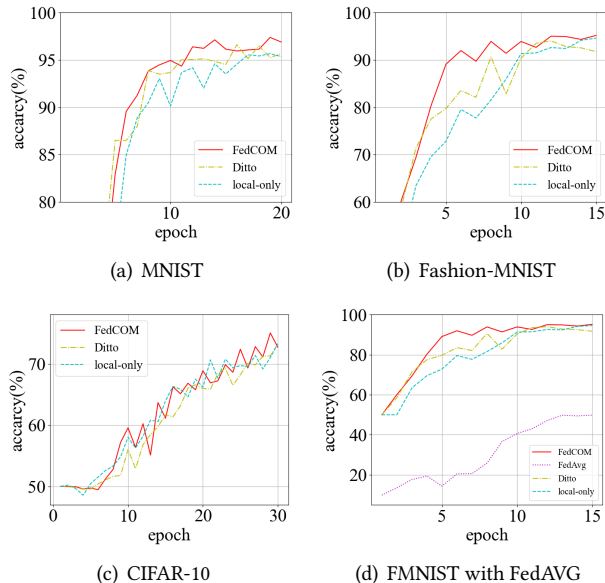 accarcy(%)
100
95
90
85
80
10
20
epoch
FedCOM
Ditto
local-only
(a) MNIST
accarcy(%)
100
90
80
70
60
5
10
15
epoch
FedCOM
Ditto
local-only
(b) Fashion-MNIST
accarcy(%)
70
60
50
0
10
20
30
epoch
FedCOM
Ditto
local-only
(c) CIFAR-10
accarcy(%)
100
80
60
40
20
5
10
15
epoch
FedCOM
FedAvg
Ditto
local-only
(d) FMNIST with FedAVG